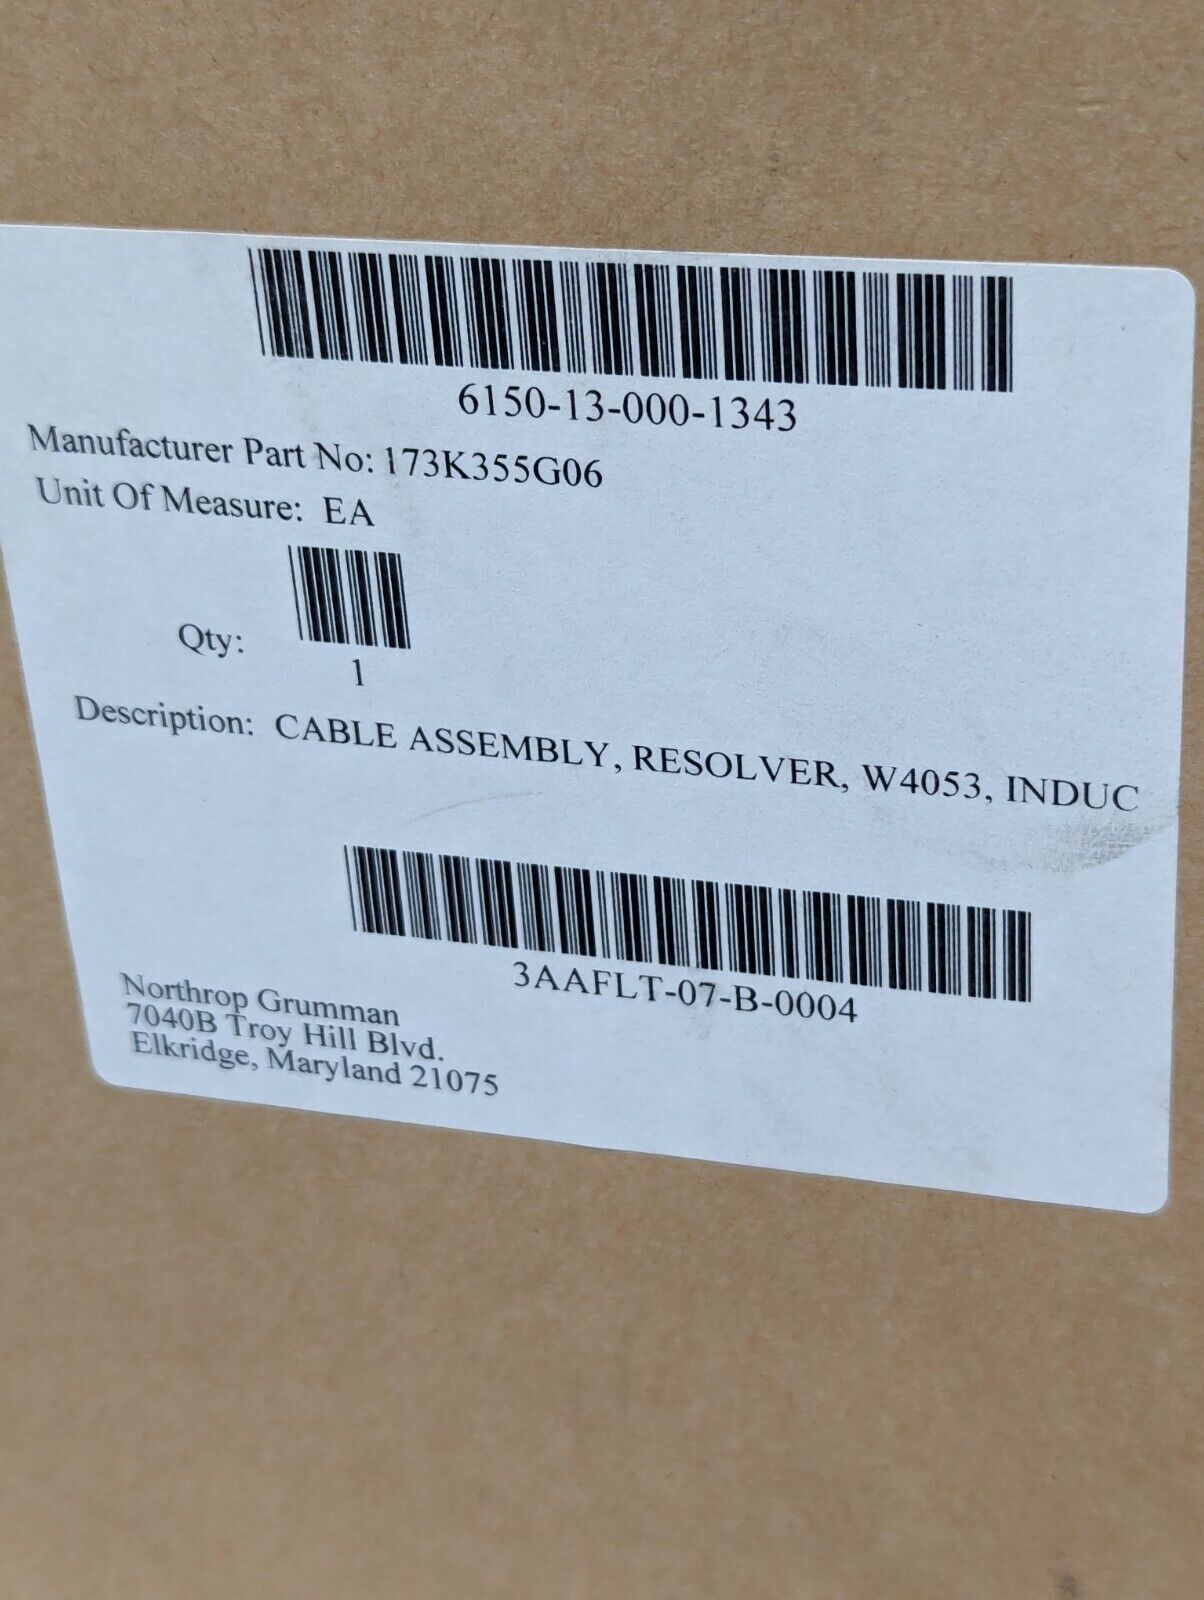 6150-13-000-1343
Manufacturer Part No: 173K355G06
Unit Of Measure: EA
Qty:
1
Description: CABLE ASSEMBLY, RESOLVER, W4053, INDUC
3AAFLT-07-B-0004
Northrop Grumman
7040B Troy Hill Blvd.
Elkridge, Maryland 21075